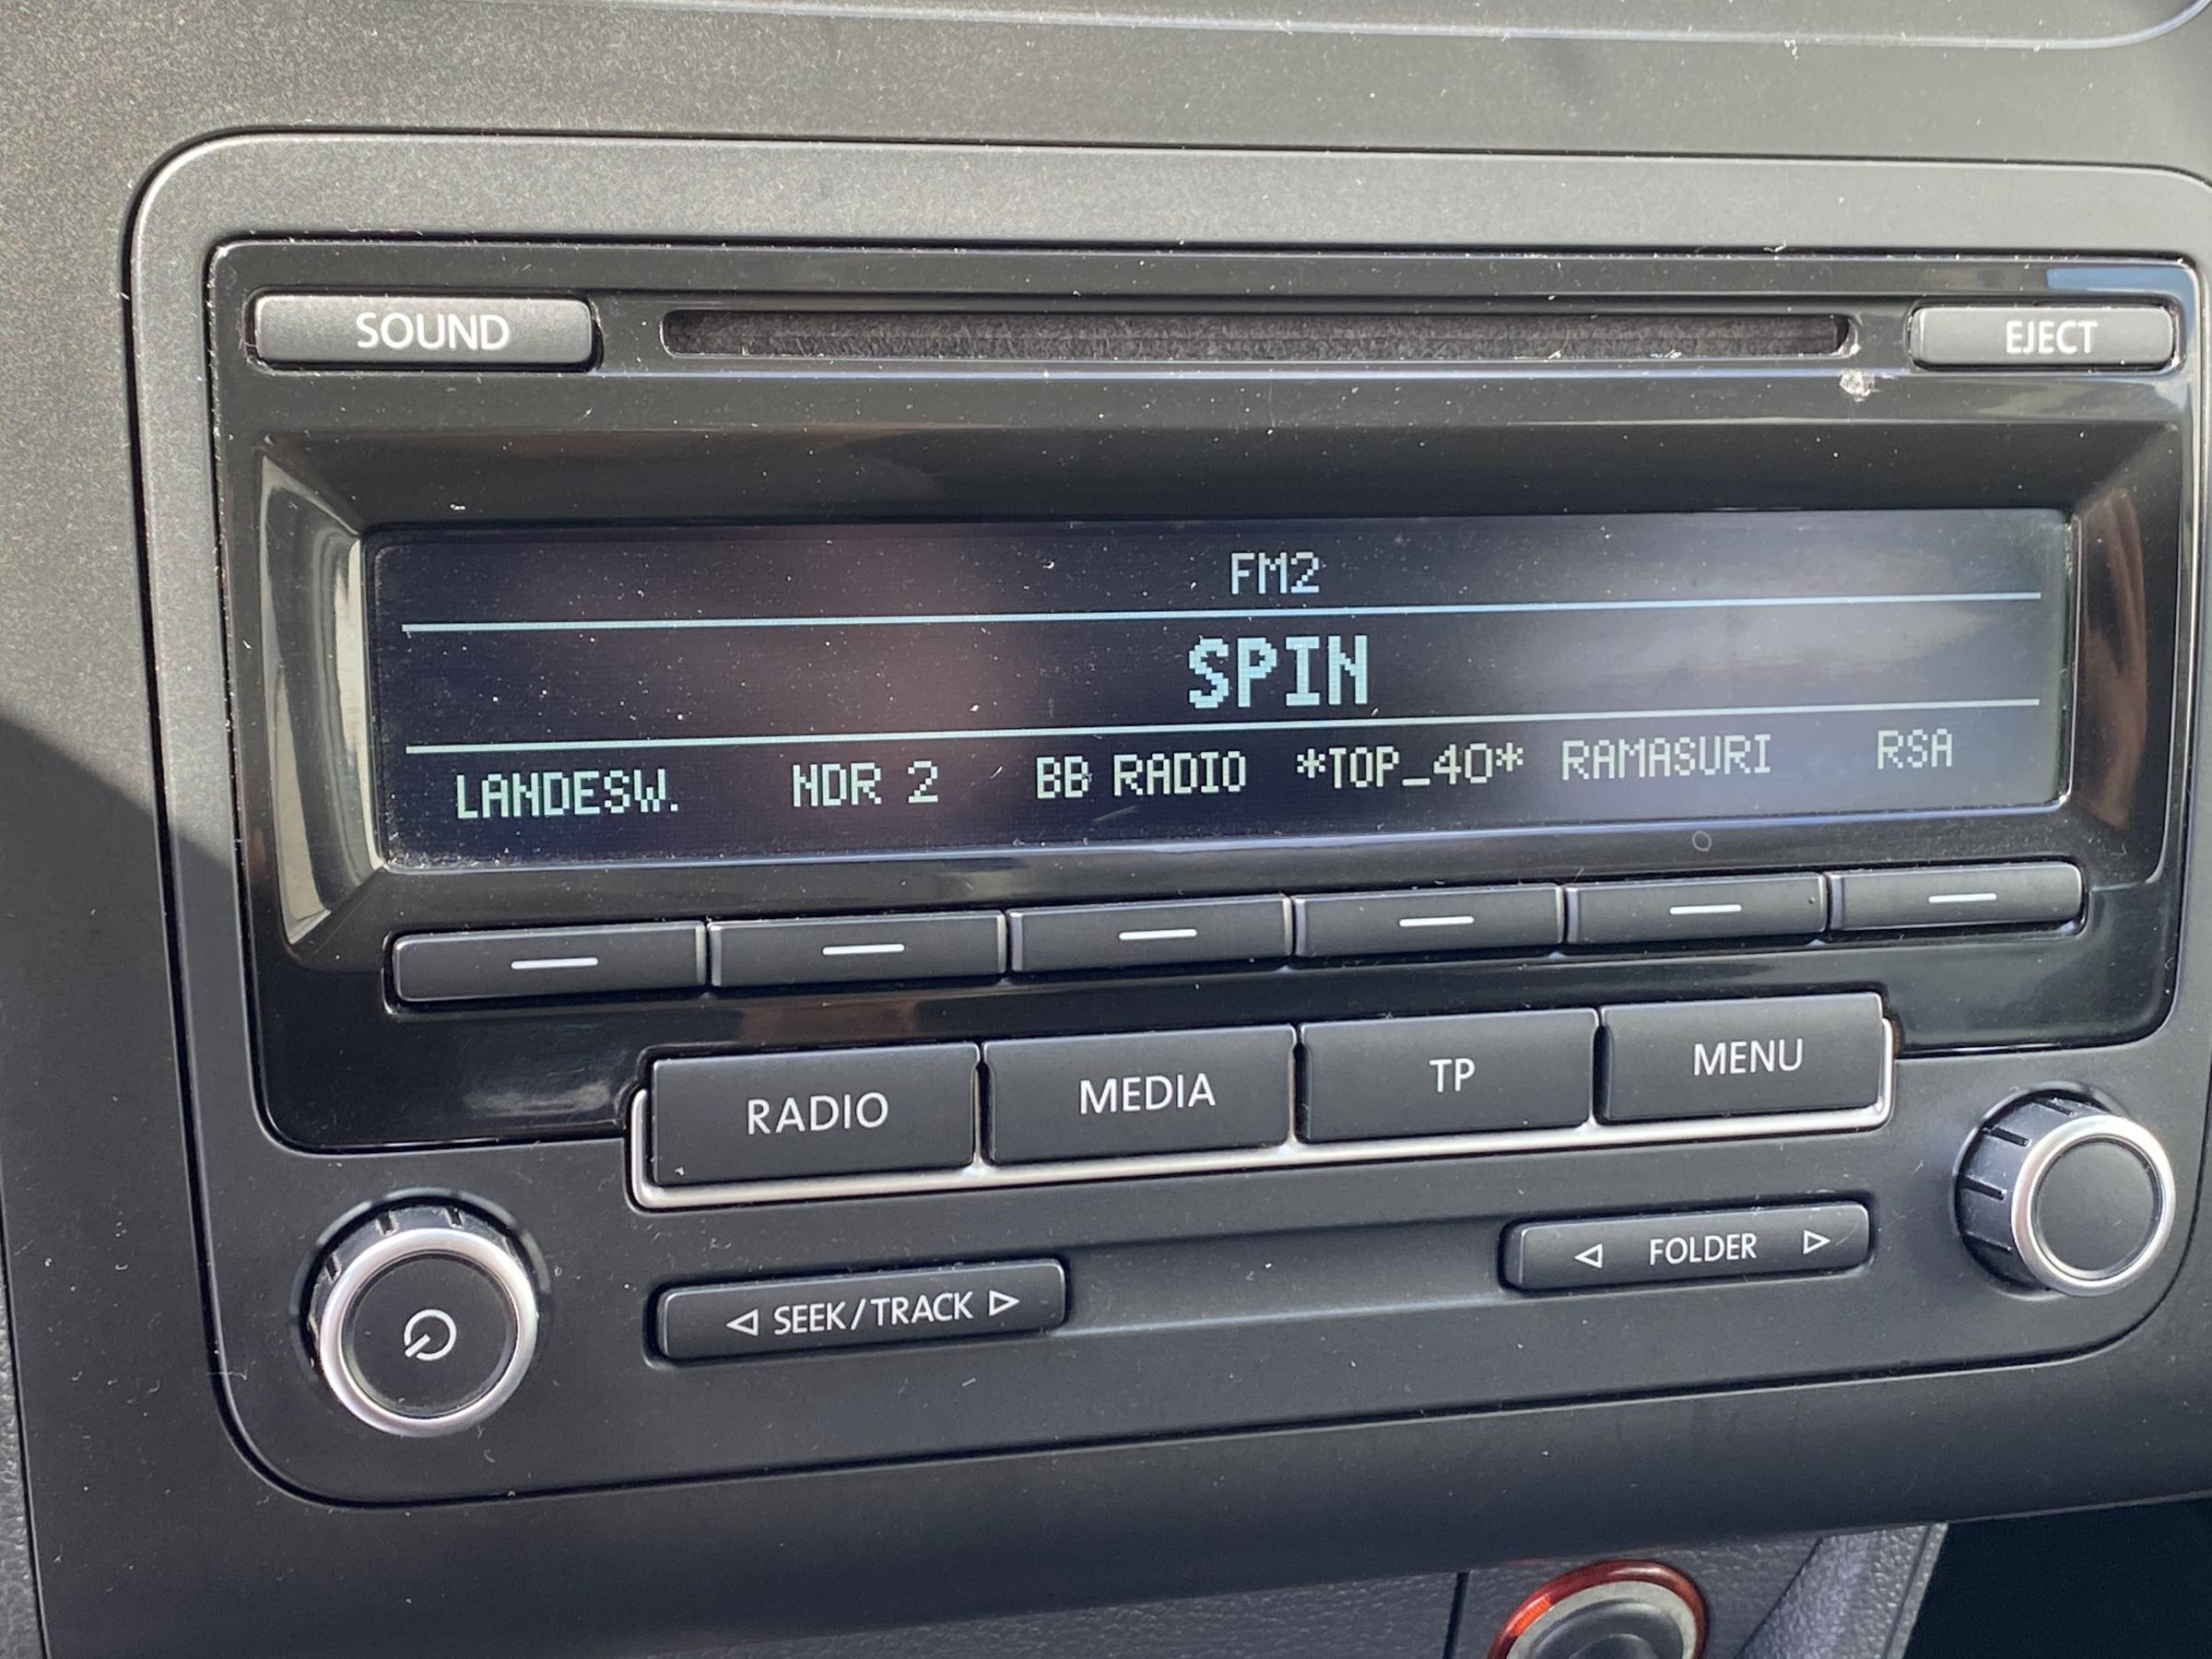 SOUND EJECT
FM2
SPIN
LANDESW. NDR 2 BB RADIO *TOP_40* RAMASURI RSA
RADIO MEDIA TP MENU
SEEK/TRACK FOLDER